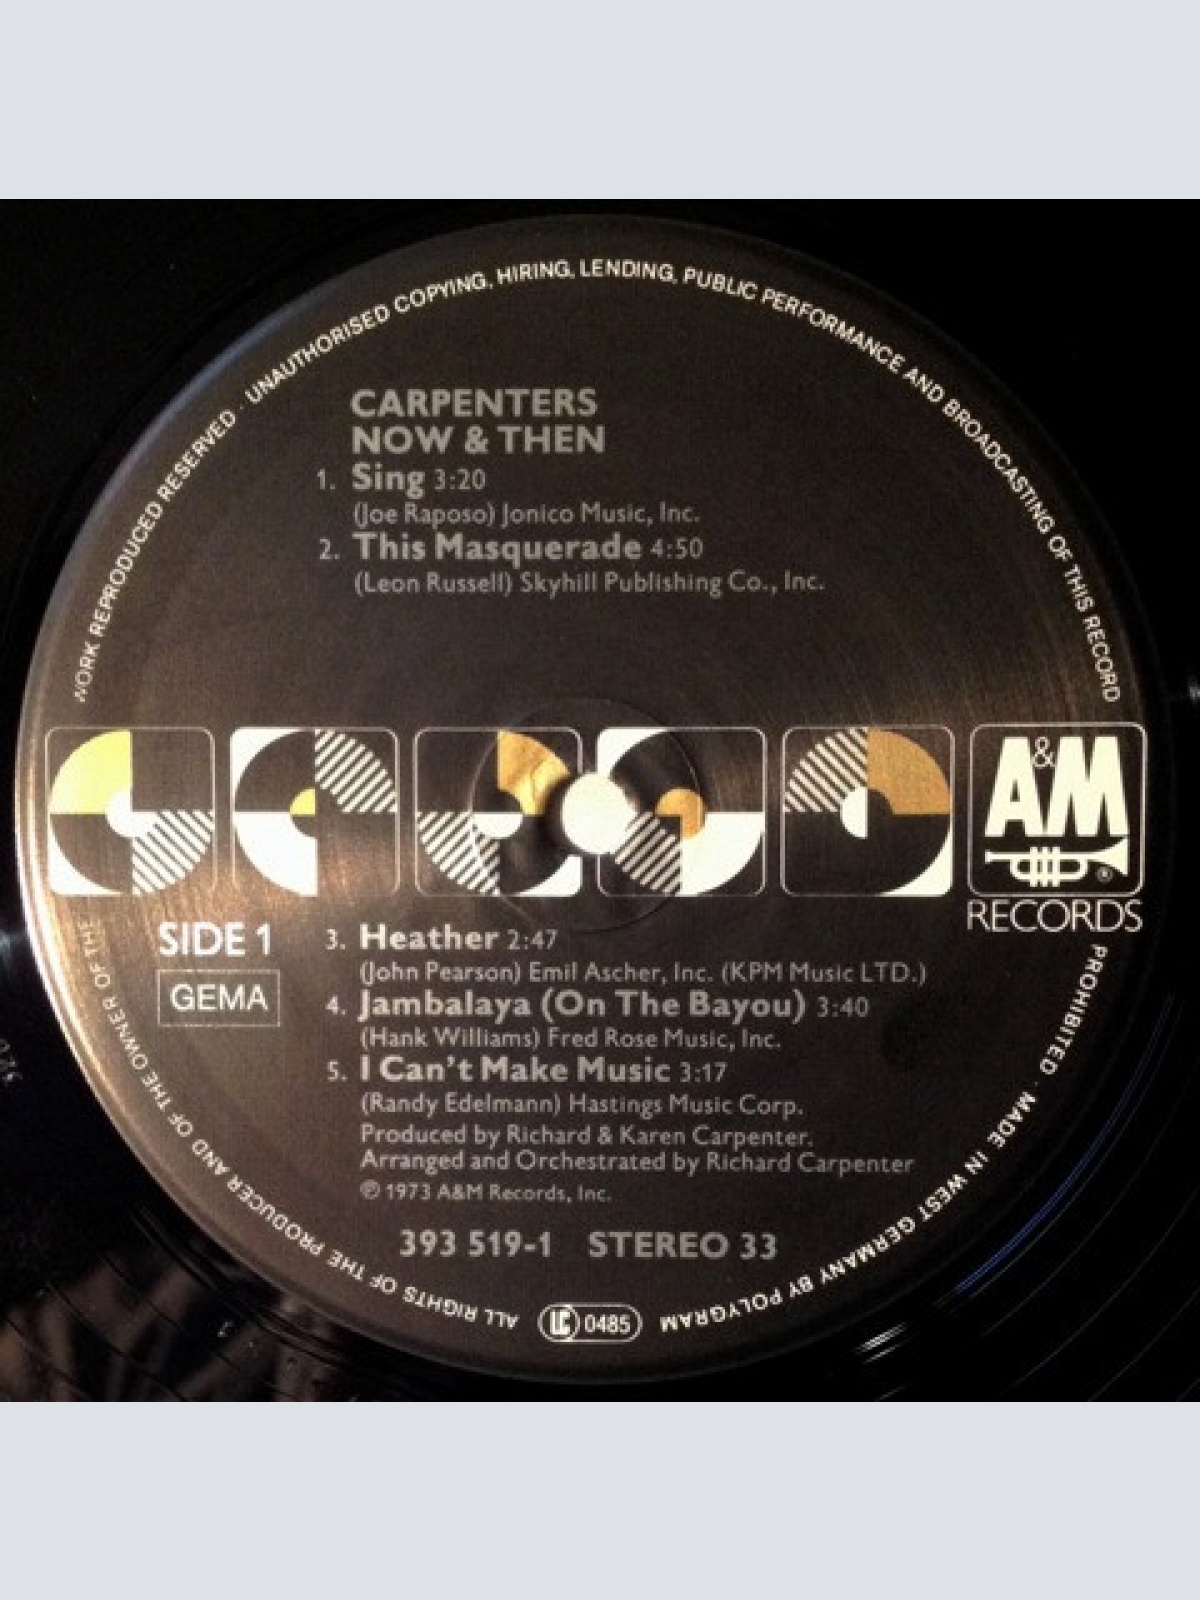 WORK REPRODUCED RESERVED · UNAUTHORISED COPYING, HIRING, LENDING, PUBLIC PERFORMANCE AND BROADCASTING OF THIS RECORD
CARPENTERS
NOW & THEN
1. Sing 3:20
(Joe Raposo) Jonico Music, Inc.
2. This Masquerade 4:50
(Leon Russell) Skyhill Publishing Co., Inc.
A&M
®
RECORDS
SIDE 1
GEMA
3. Heather 2:47
(John Pearson) Emil Ascher, Inc. (KPM Music LTD.)
4. Jambalaya (On The Bayou) 3:40
(Hank Williams) Fred Rose Music, Inc.
5. I Can't Make Music 3:17
(Randy Edelmann) Hastings Music Corp.
Produced by Richard & Karen Carpenter.
Arranged and Orchestrated by Richard Carpenter
℗ 1973 A&M Records, Inc.
393 519-1 STEREO 33
PROHIBITED · MADE IN WEST GERMANY BY POLYGRAM
LC 0485
ALL RIGHTS OF THE PRODUCER AND OF THE OWNER OF THE